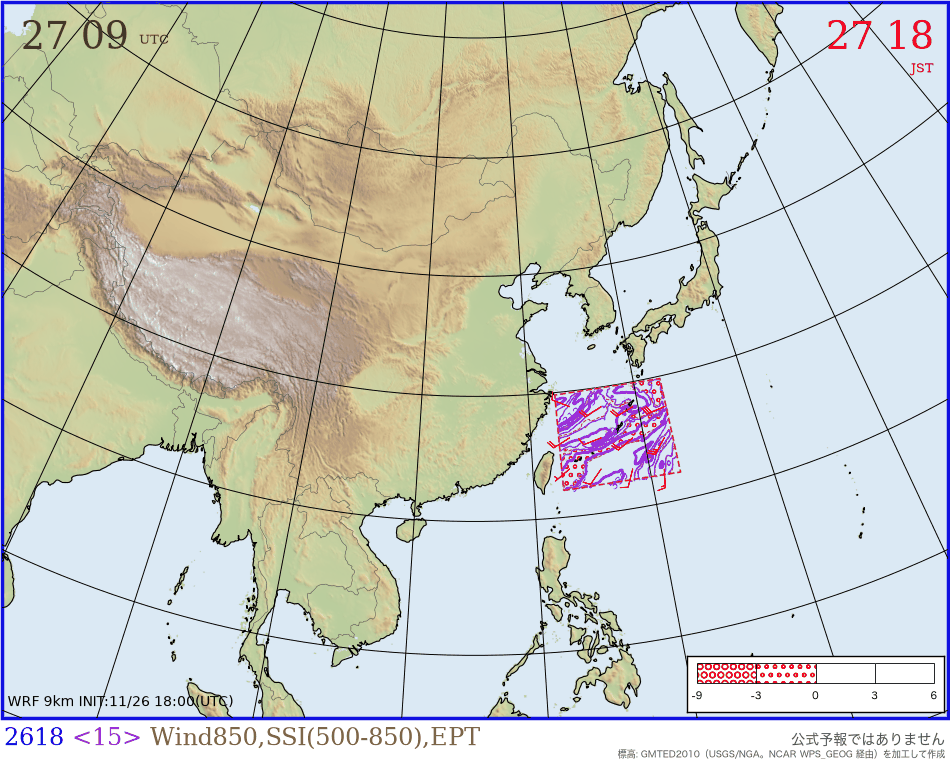 27 09 UTC
27 18
JST
WRF 9km INIT:11/26 18:00(UTC)
-9 -3 0 3 6
2618 <15> Wind850,SSI(500-850),EPT
公式予報ではありません
標高: GMTED2010（USGS/NGA。NCAR WPS_GEOG 経由）を加工して作成